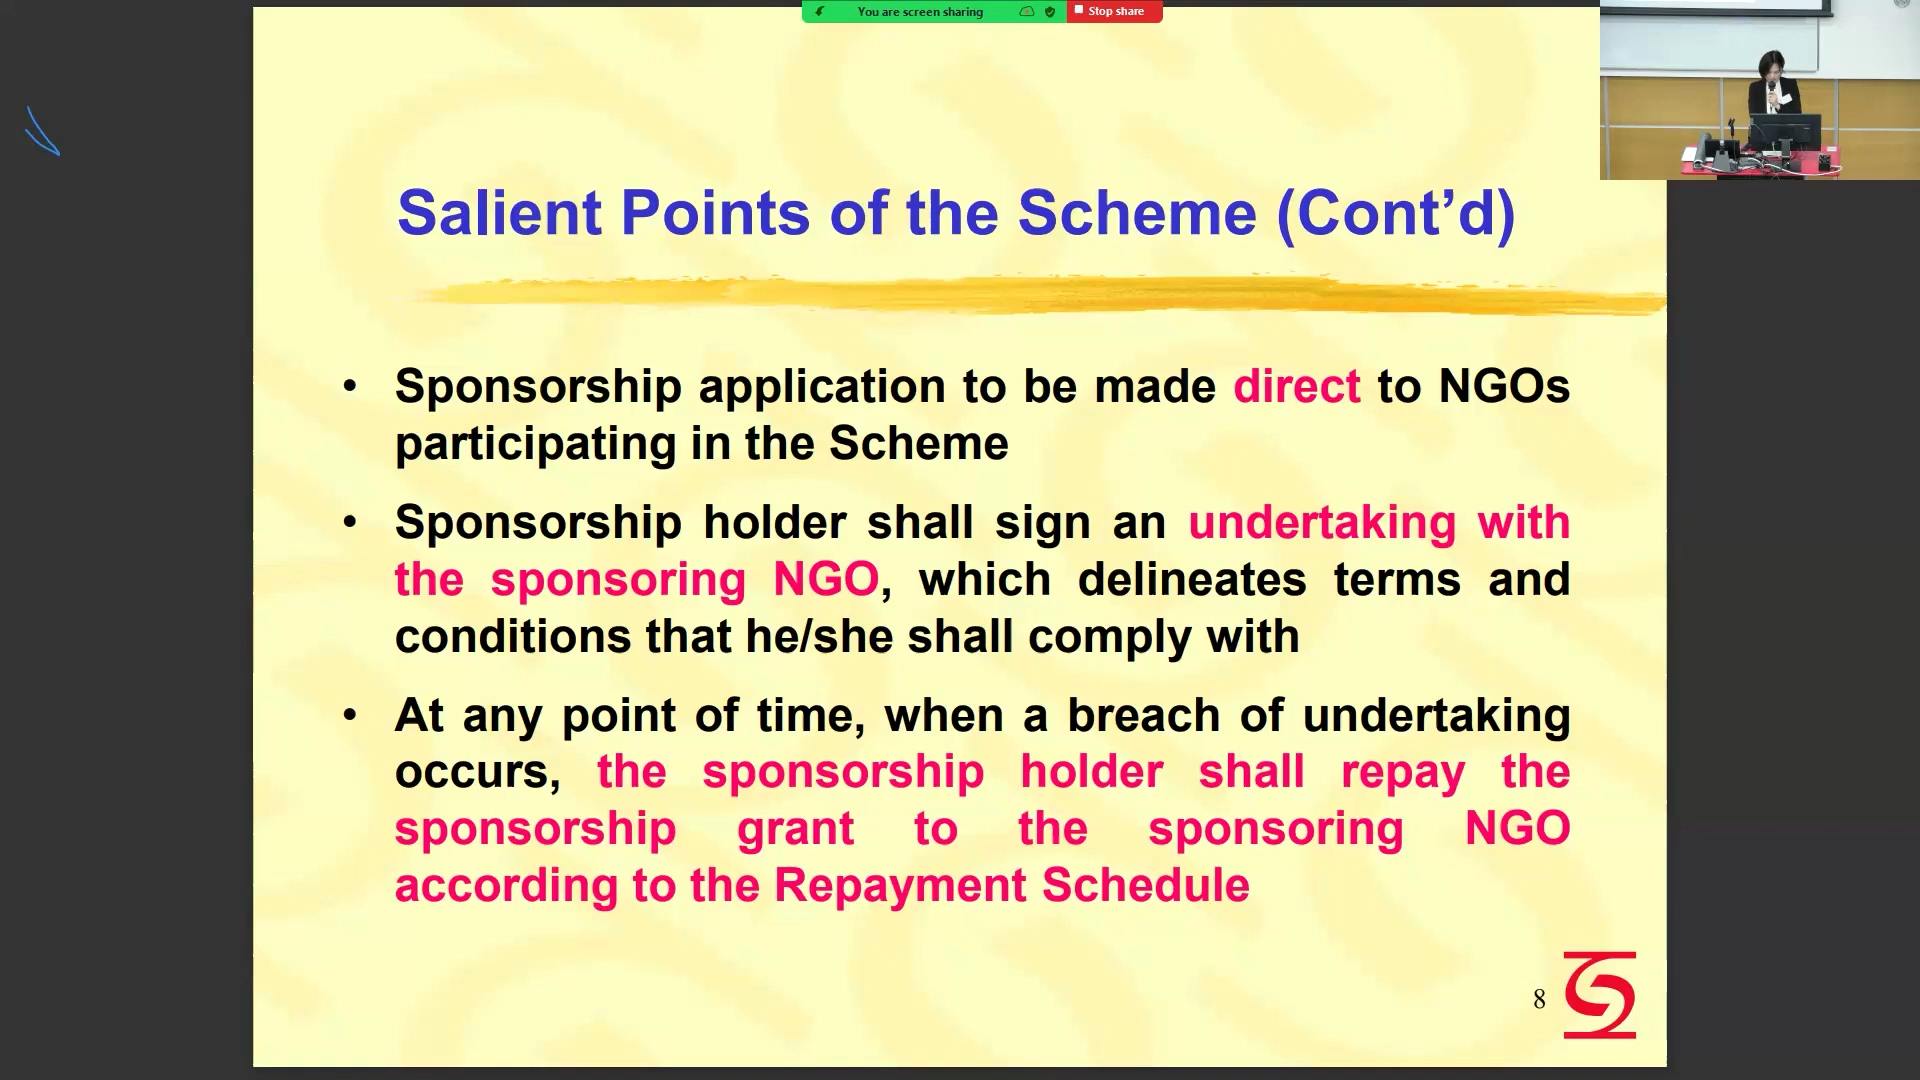 You are screen sharing
Stop share
Salient Points of the Scheme (Cont’d)
• Sponsorship application to be made direct to NGOs
participating in the Scheme
• Sponsorship holder shall sign an undertaking with
the sponsoring NGO, which delineates terms and
conditions that he/she shall comply with
• At any point of time, when a breach of undertaking
occurs, the sponsorship holder shall repay the
sponsorship grant to the sponsoring NGO
according to the Repayment Schedule
8